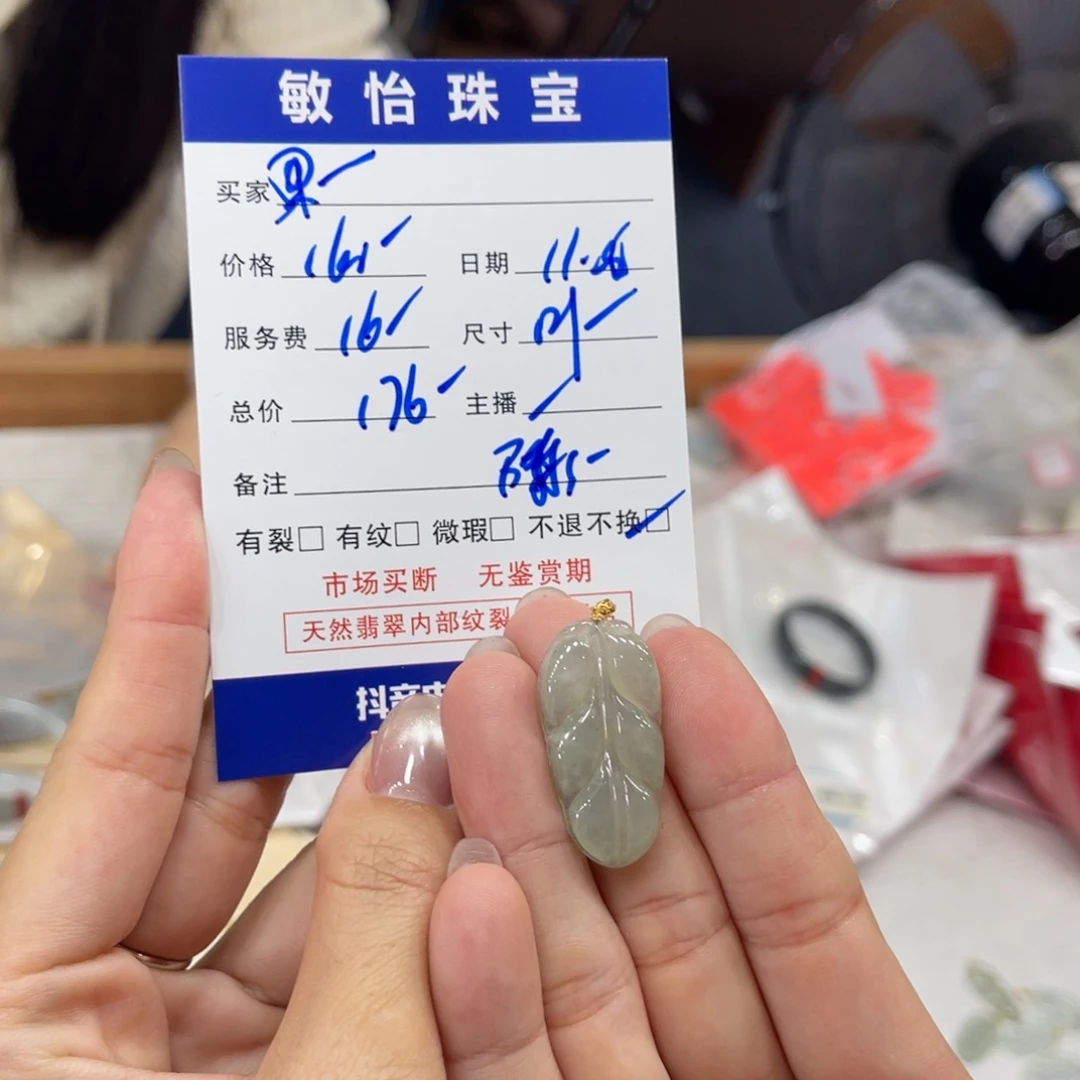 敏怡珠宝
买家
价格 日期
服务费 16 尺寸
总价 176 主播
备注
有裂□ 有纹□ 微瑕□ 不退不换□
市场买断 无鉴赏期
天然翡翠内部纹裂
抖音